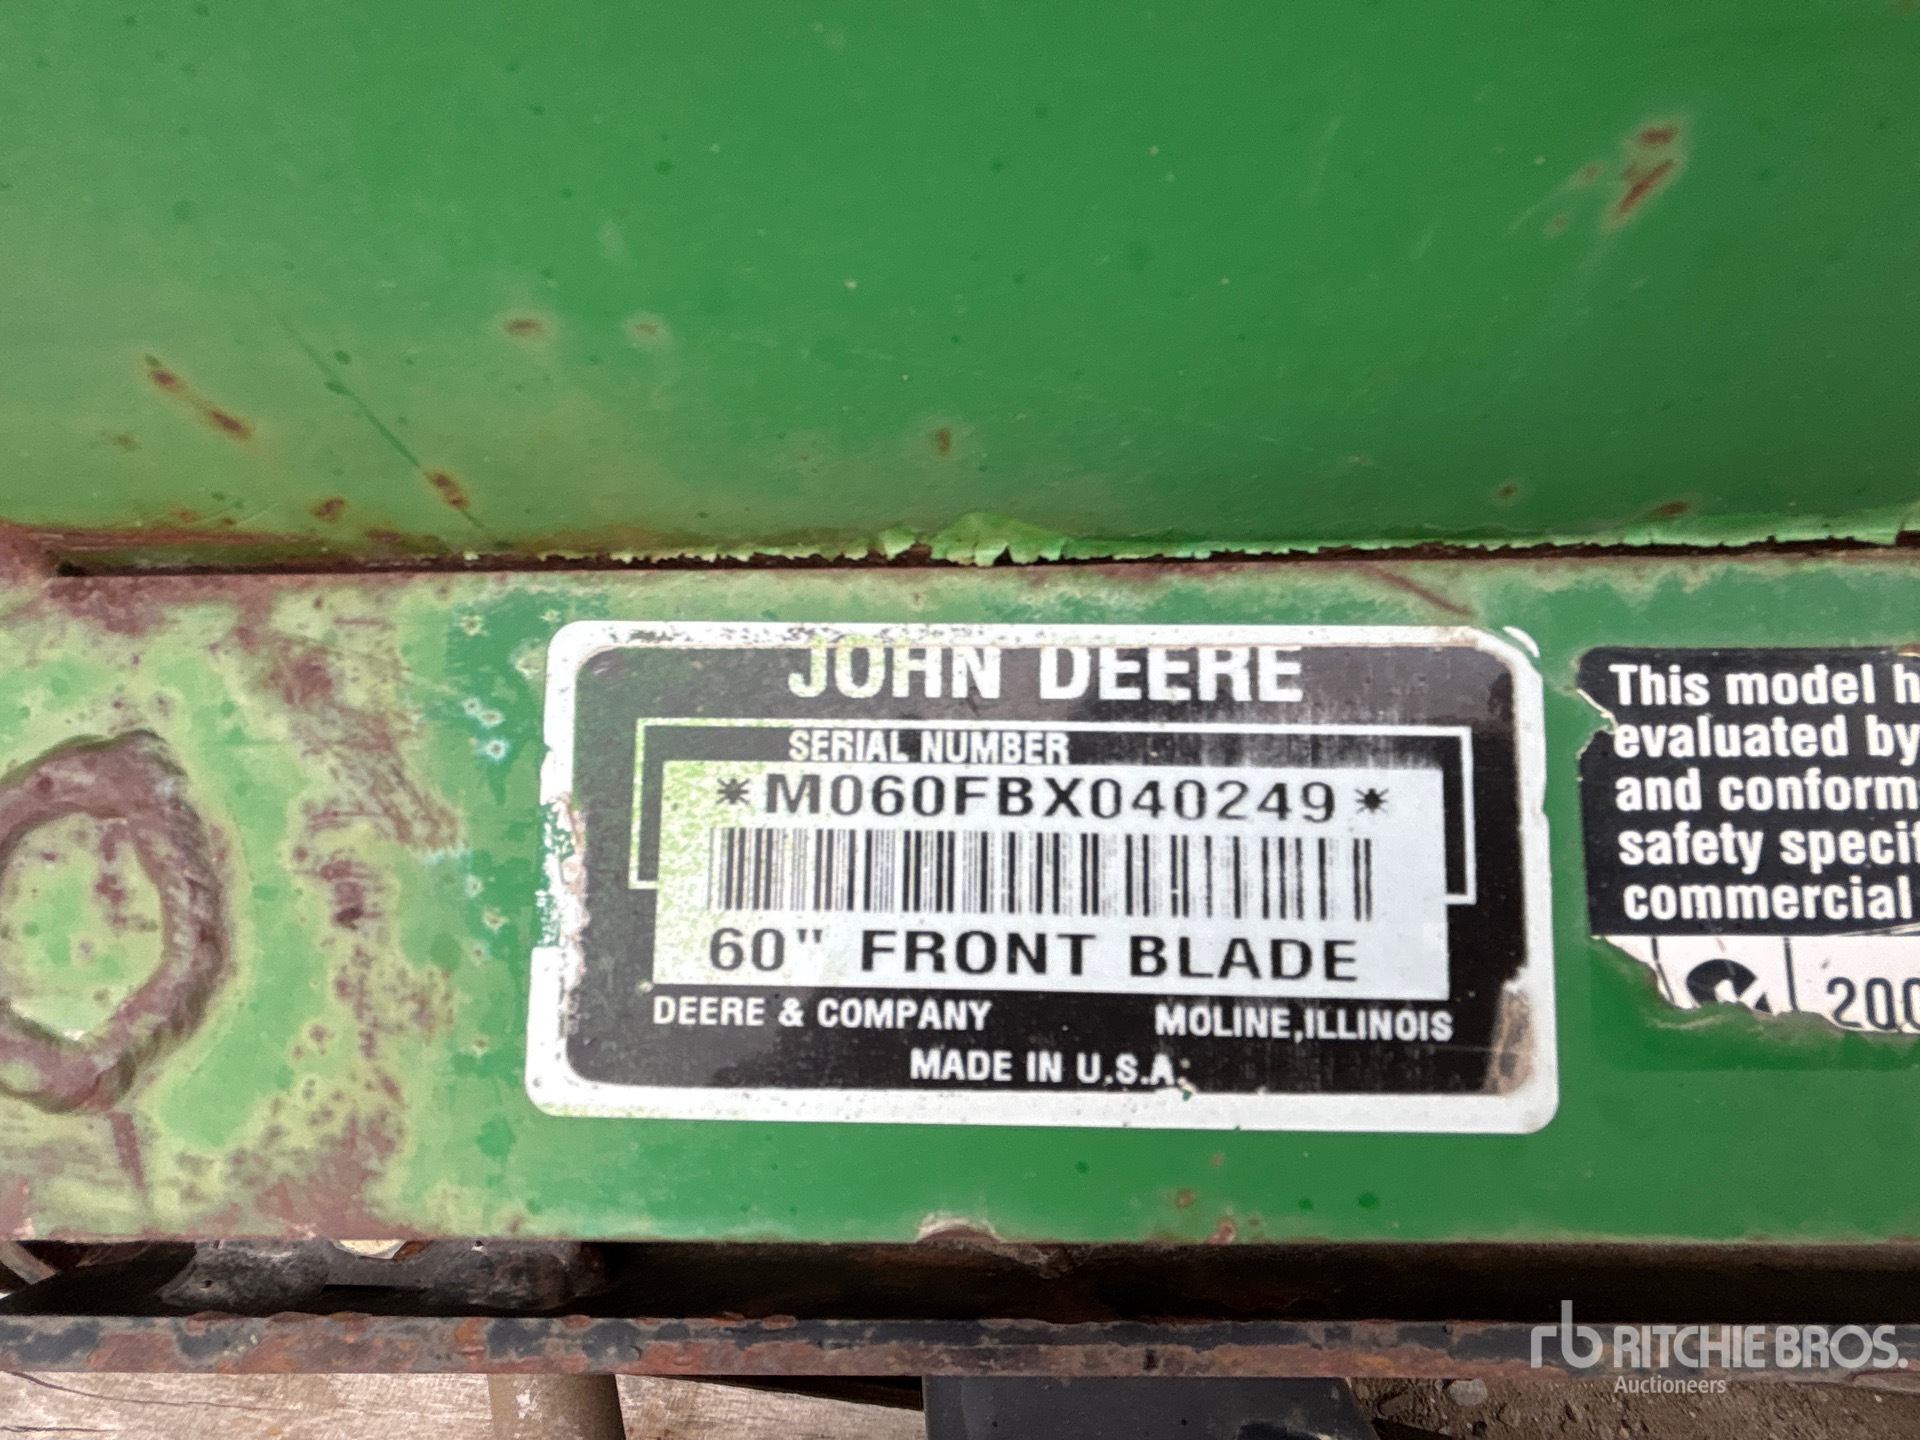 JOHN DEERE
SERIAL NUMBER
*M060FBX040249*
60" FRONT BLADE
DEERE & COMPANY MOLINE, ILLINOIS
MADE IN U.S.A.
This model h
evaluated by
and conform
safety specif
commercial
200
rb RITCHIE BROS.
Auctioneers